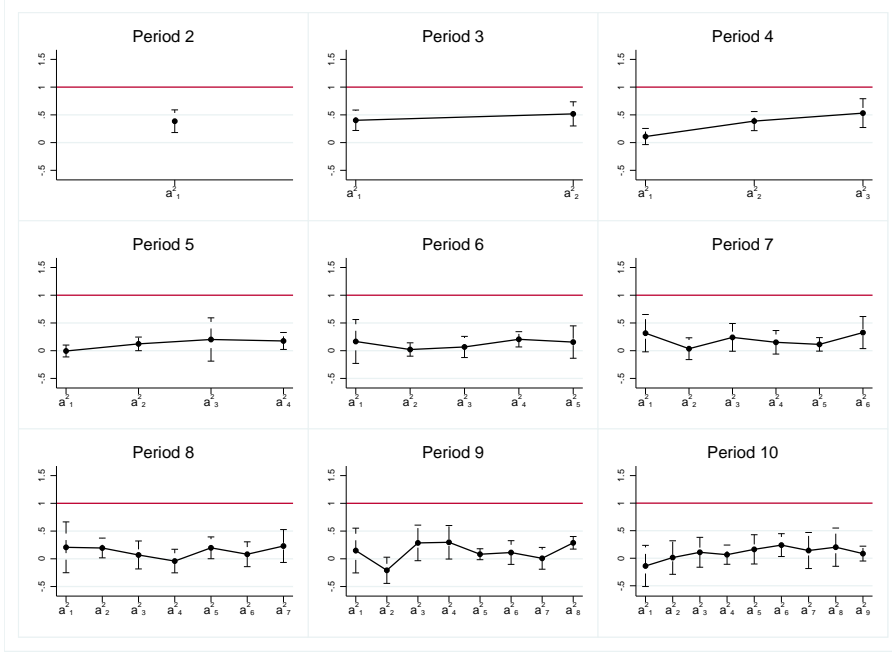 Period 2
Period 3
Period 4
1.5
1
.5
0
-.5
1.5
1
.5
0
-.5
1.5
1
.5
0
-.5
a²₁
a²₁ a²₂
a²₁ a²₂ a²₃
Period 5
Period 6
Period 7
1.5
1
.5
0
-.5
1.5
1
.5
0
-.5
1.5
1
.5
0
-.5
a²₁ a²₂ a²₃ a²₄
a²₁ a²₂ a²₃ a²₄ a²₅
a²₁ a²₂ a²₃ a²₄ a²₅ a²₆
Period 8
Period 9
Period 10
1.5
1
.5
0
-.5
1.5
1
.5
0
-.5
1.5
1
.5
0
-.5
a²₁ a²₂ a²₃ a²₄ a²₅ a²₆ a²₇
a²₁ a²₂ a²₃ a²₄ a²₅ a²₆ a²₇ a²₈
a²₁ a²₂ a²₃ a²₄ a²₅ a²₆ a²₇ a²₈ a²₉